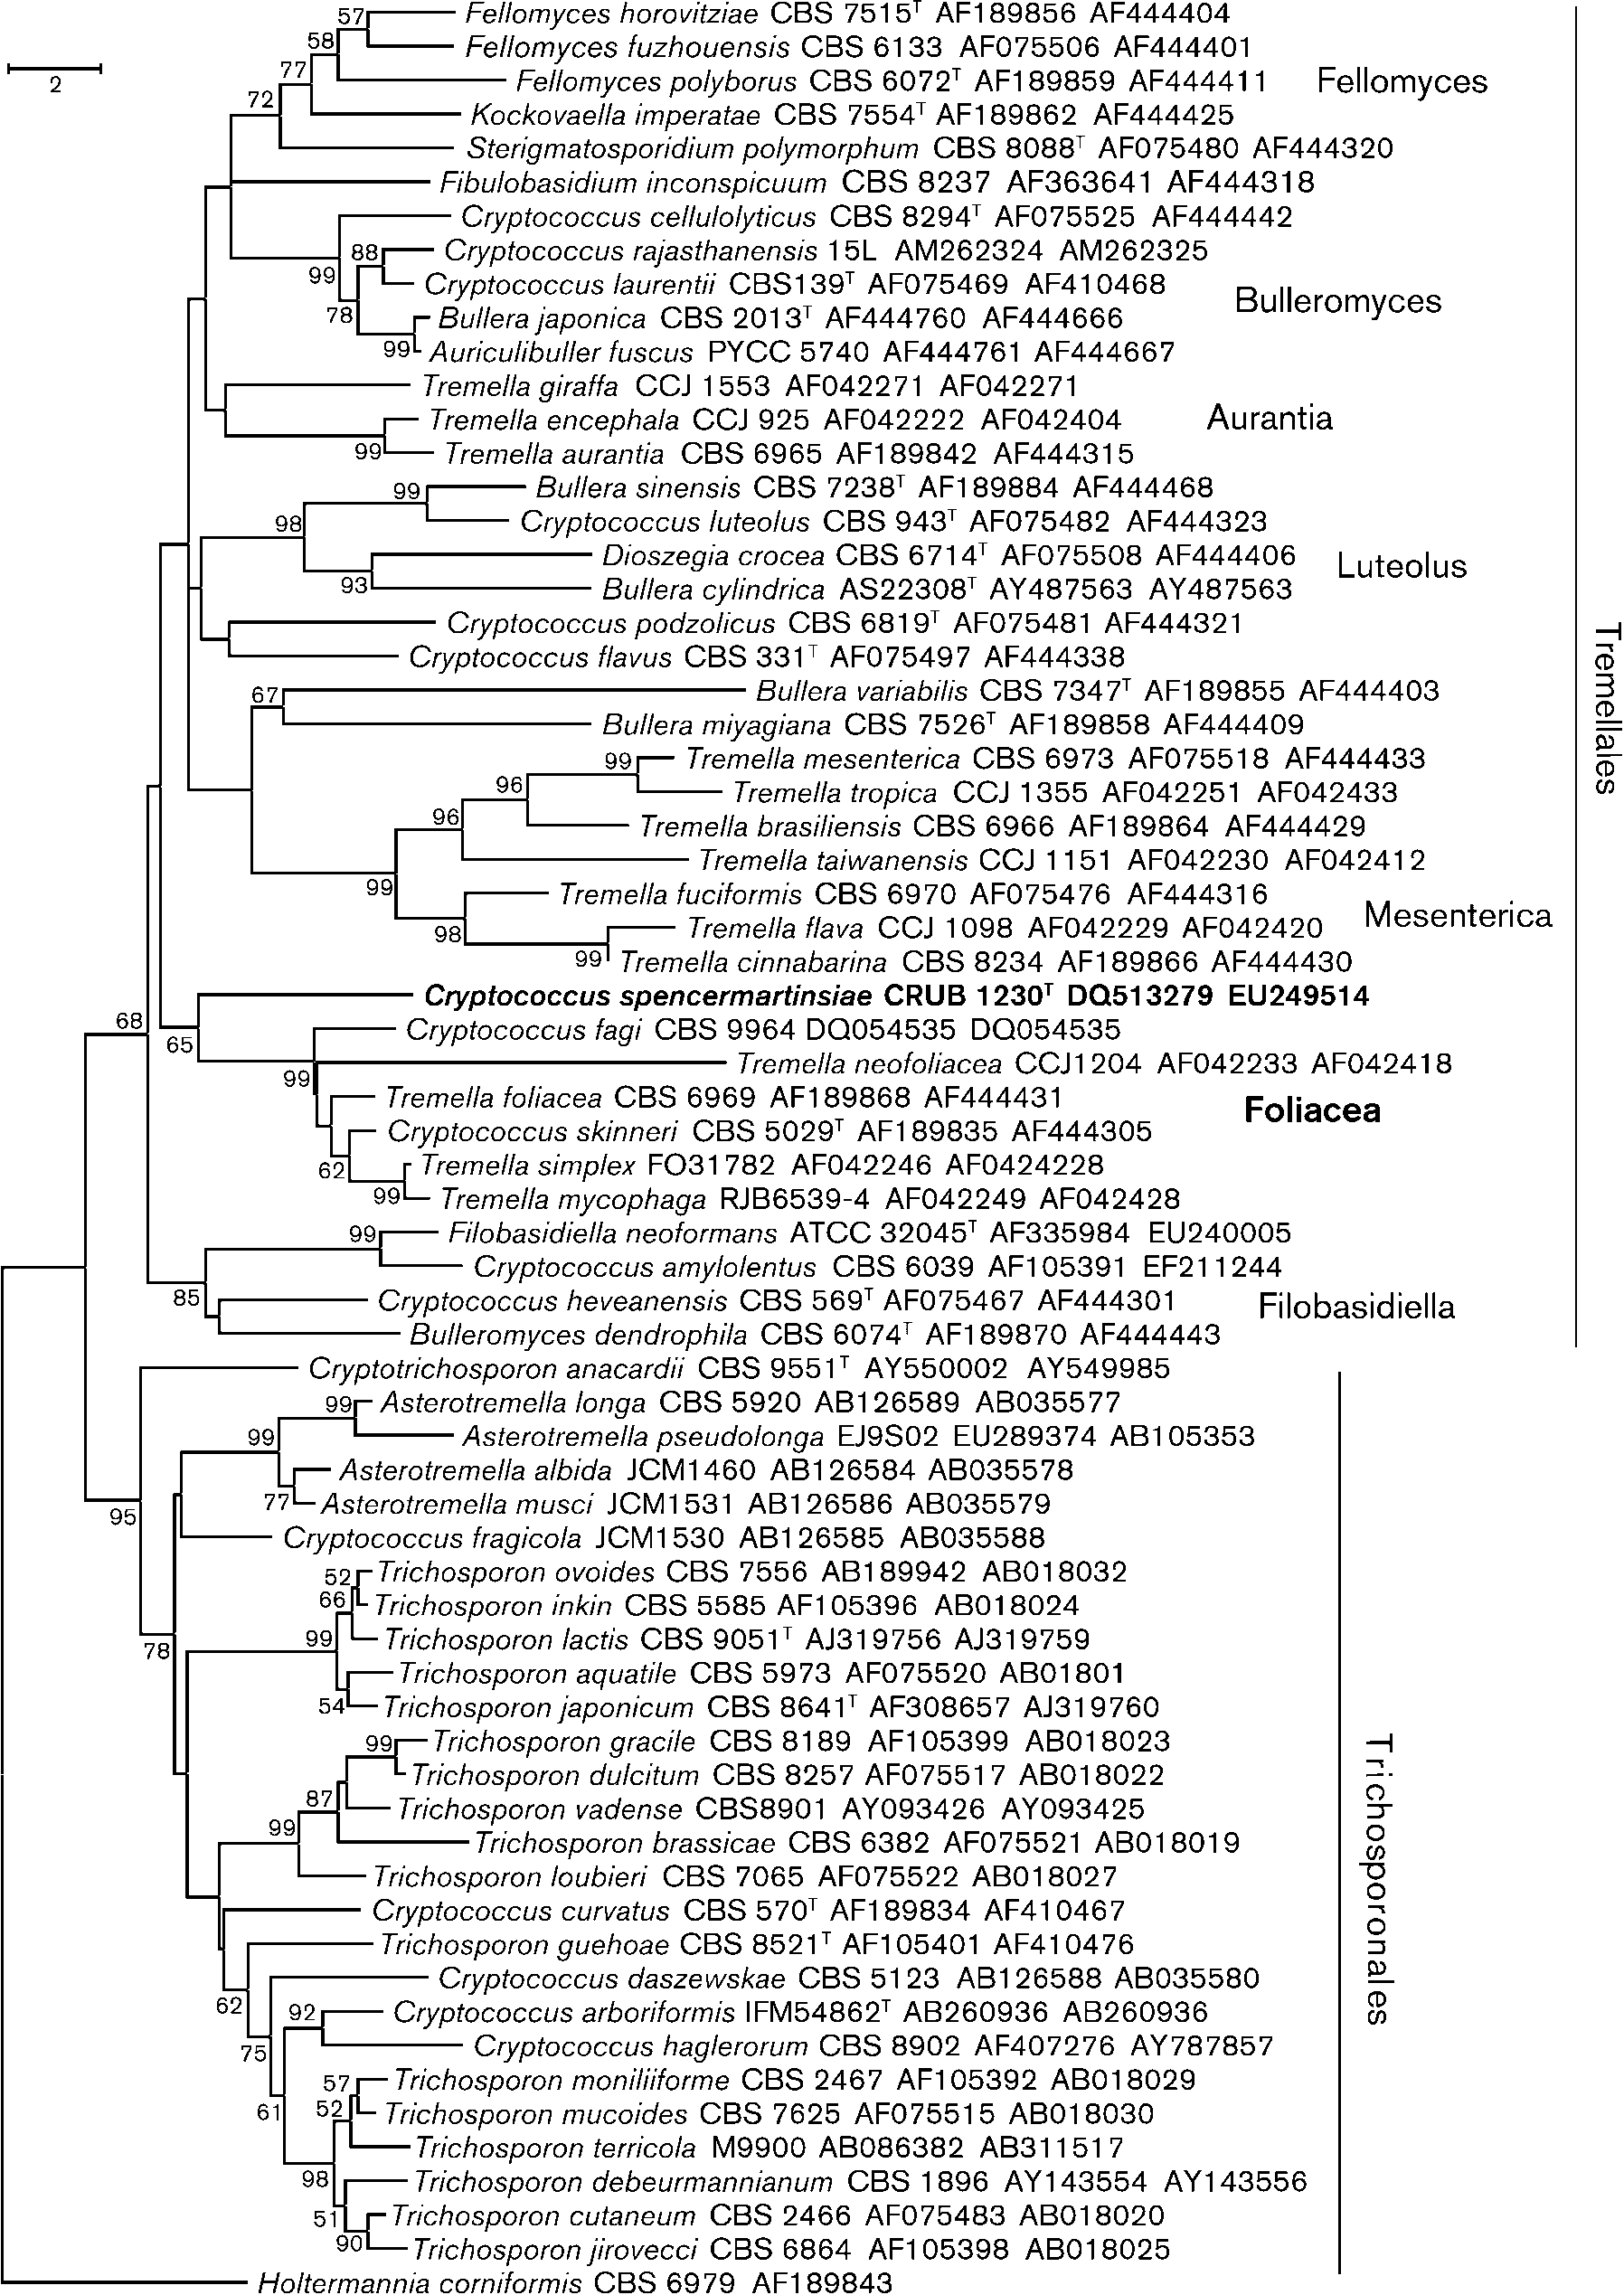 57
Fellomyces horovitziae CBS 7515ᵀ AF189856 AF444404
58
Fellomyces fuzhouensis CBS 6133 AF075506 AF444401
2
77
Fellomyces polyborus CBS 6072ᵀ AF189859 AF444411
Fellomyces
72
Kockovaella imperatae CBS 7554ᵀ AF189862 AF444425
Sterigmatosporidium polymorphum CBS 8088ᵀ AF075480 AF444320
Fibulobasidium inconspicuum CBS 8237 AF363641 AF444318
Cryptococcus cellulolyticus CBS 8294ᵀ AF075525 AF444442
88
Cryptococcus rajasthanensis 15L AM262324 AM262325
99
Cryptococcus laurentii CBS139ᵀ AF075469 AF410468
Bulleromyces
78
Bullera japonica CBS 2013ᵀ AF444760 AF444666
99
Auriculibuller fuscus PYCC 5740 AF444761 AF444667
Tremella giraffa CCJ 1553 AF042271 AF042271
Tremella encephala CCJ 925 AF042222 AF042404
Aurantia
99
Tremella aurantia CBS 6965 AF189842 AF444315
99
Bullera sinensis CBS 7238ᵀ AF189884 AF444468
98
Cryptococcus luteolus CBS 943ᵀ AF075482 AF444323
Dioszegia crocea CBS 6714ᵀ AF075508 AF444406
Luteolus
93
Bullera cylindrica AS22308ᵀ AY487563 AY487563
Cryptococcus podzolicus CBS 6819ᵀ AF075481 AF444321
Cryptococcus flavus CBS 331ᵀ AF075497 AF444338
Tremellales
67
Bullera variabilis CBS 7347ᵀ AF189855 AF444403
Bullera miyagiana CBS 7526ᵀ AF189858 AF444409
99
Tremella mesenterica CBS 6973 AF075518 AF444433
96
Tremella tropica CCJ 1355 AF042251 AF042433
96
Tremella brasiliensis CBS 6966 AF189864 AF444429
Tremella taiwanensis CCJ 1151 AF042230 AF042412
99
Tremella fuciformis CBS 6970 AF075476 AF444316
Mesenterica
98
Tremella flava CCJ 1098 AF042229 AF042420
99
Tremella cinnabarina CBS 8234 AF189866 AF444430
Cryptococcus spencermartinsiae CRUB 1230ᵀ DQ513279 EU249514
68
Cryptococcus fagi CBS 9964 DQ054535 DQ054535
65
Tremella neofoliacea CCJ1204 AF042233 AF042418
99
Tremella foliacea CBS 6969 AF189868 AF444431
Foliacea
Cryptococcus skinneri CBS 5029ᵀ AF189835 AF444305
62
Tremella simplex FO31782 AF042246 AF0424228
99
Tremella mycophaga RJB6539-4 AF042249 AF042428
99
Filobasidiella neoformans ATCC 32045ᵀ AF335984 EU240005
Cryptococcus amylolentus CBS 6039 AF105391 EF211244
85
Cryptococcus heveanensis CBS 569ᵀ AF075467 AF444301
Filobasidiella
Bulleromyces dendrophila CBS 6074ᵀ AF189870 AF444443
Cryptotrichosporon anacardii CBS 9551ᵀ AY550002 AY549985
99
Asterotremella longa CBS 5920 AB126589 AB035577
99
Asterotremella pseudolonga EJ9S02 EU289374 AB105353
Asterotremella albida JCM1460 AB126584 AB035578
77
Asterotremella musci JCM1531 AB126586 AB035579
95
Cryptococcus fragicola JCM1530 AB126585 AB035588
52
Trichosporon ovoides CBS 7556 AB189942 AB018032
66
Trichosporon inkin CBS 5585 AF105396 AB018024
99
Trichosporon lactis CBS 9051ᵀ AJ319756 AJ319759
78
Trichosporon aquatile CBS 5973 AF075520 AB01801
54
Trichosporon japonicum CBS 8641ᵀ AF308657 AJ319760
99
Trichosporon gracile CBS 8189 AF105399 AB018023
Trichosporon dulcitum CBS 8257 AF075517 AB018022
87
Trichosporon vadense CBS8901 AY093426 AY093425
99
Trichosporon brassicae CBS 6382 AF075521 AB018019
Trichosporon loubieri CBS 7065 AF075522 AB018027
Trichosporonales
Cryptococcus curvatus CBS 570ᵀ AF189834 AF410467
Trichosporon guehoae CBS 8521ᵀ AF105401 AF410476
Cryptococcus daszewskae CBS 5123 AB126588 AB035580
62
92
Cryptococcus arboriformis IFM54862ᵀ AB260936 AB260936
75
Cryptococcus haglerorum CBS 8902 AF407276 AY787857
57
Trichosporon moniliiforme CBS 2467 AF105392 AB018029
61
52
Trichosporon mucoides CBS 7625 AF075515 AB018030
Trichosporon terricola M9900 AB086382 AB311517
98
Trichosporon debeurmannianum CBS 1896 AY143554 AY143556
51
Trichosporon cutaneum CBS 2466 AF075483 AB018020
90
Trichosporon jirovecci CBS 6864 AF105398 AB018025
Holtermannia corniformis CBS 6979 AF189843